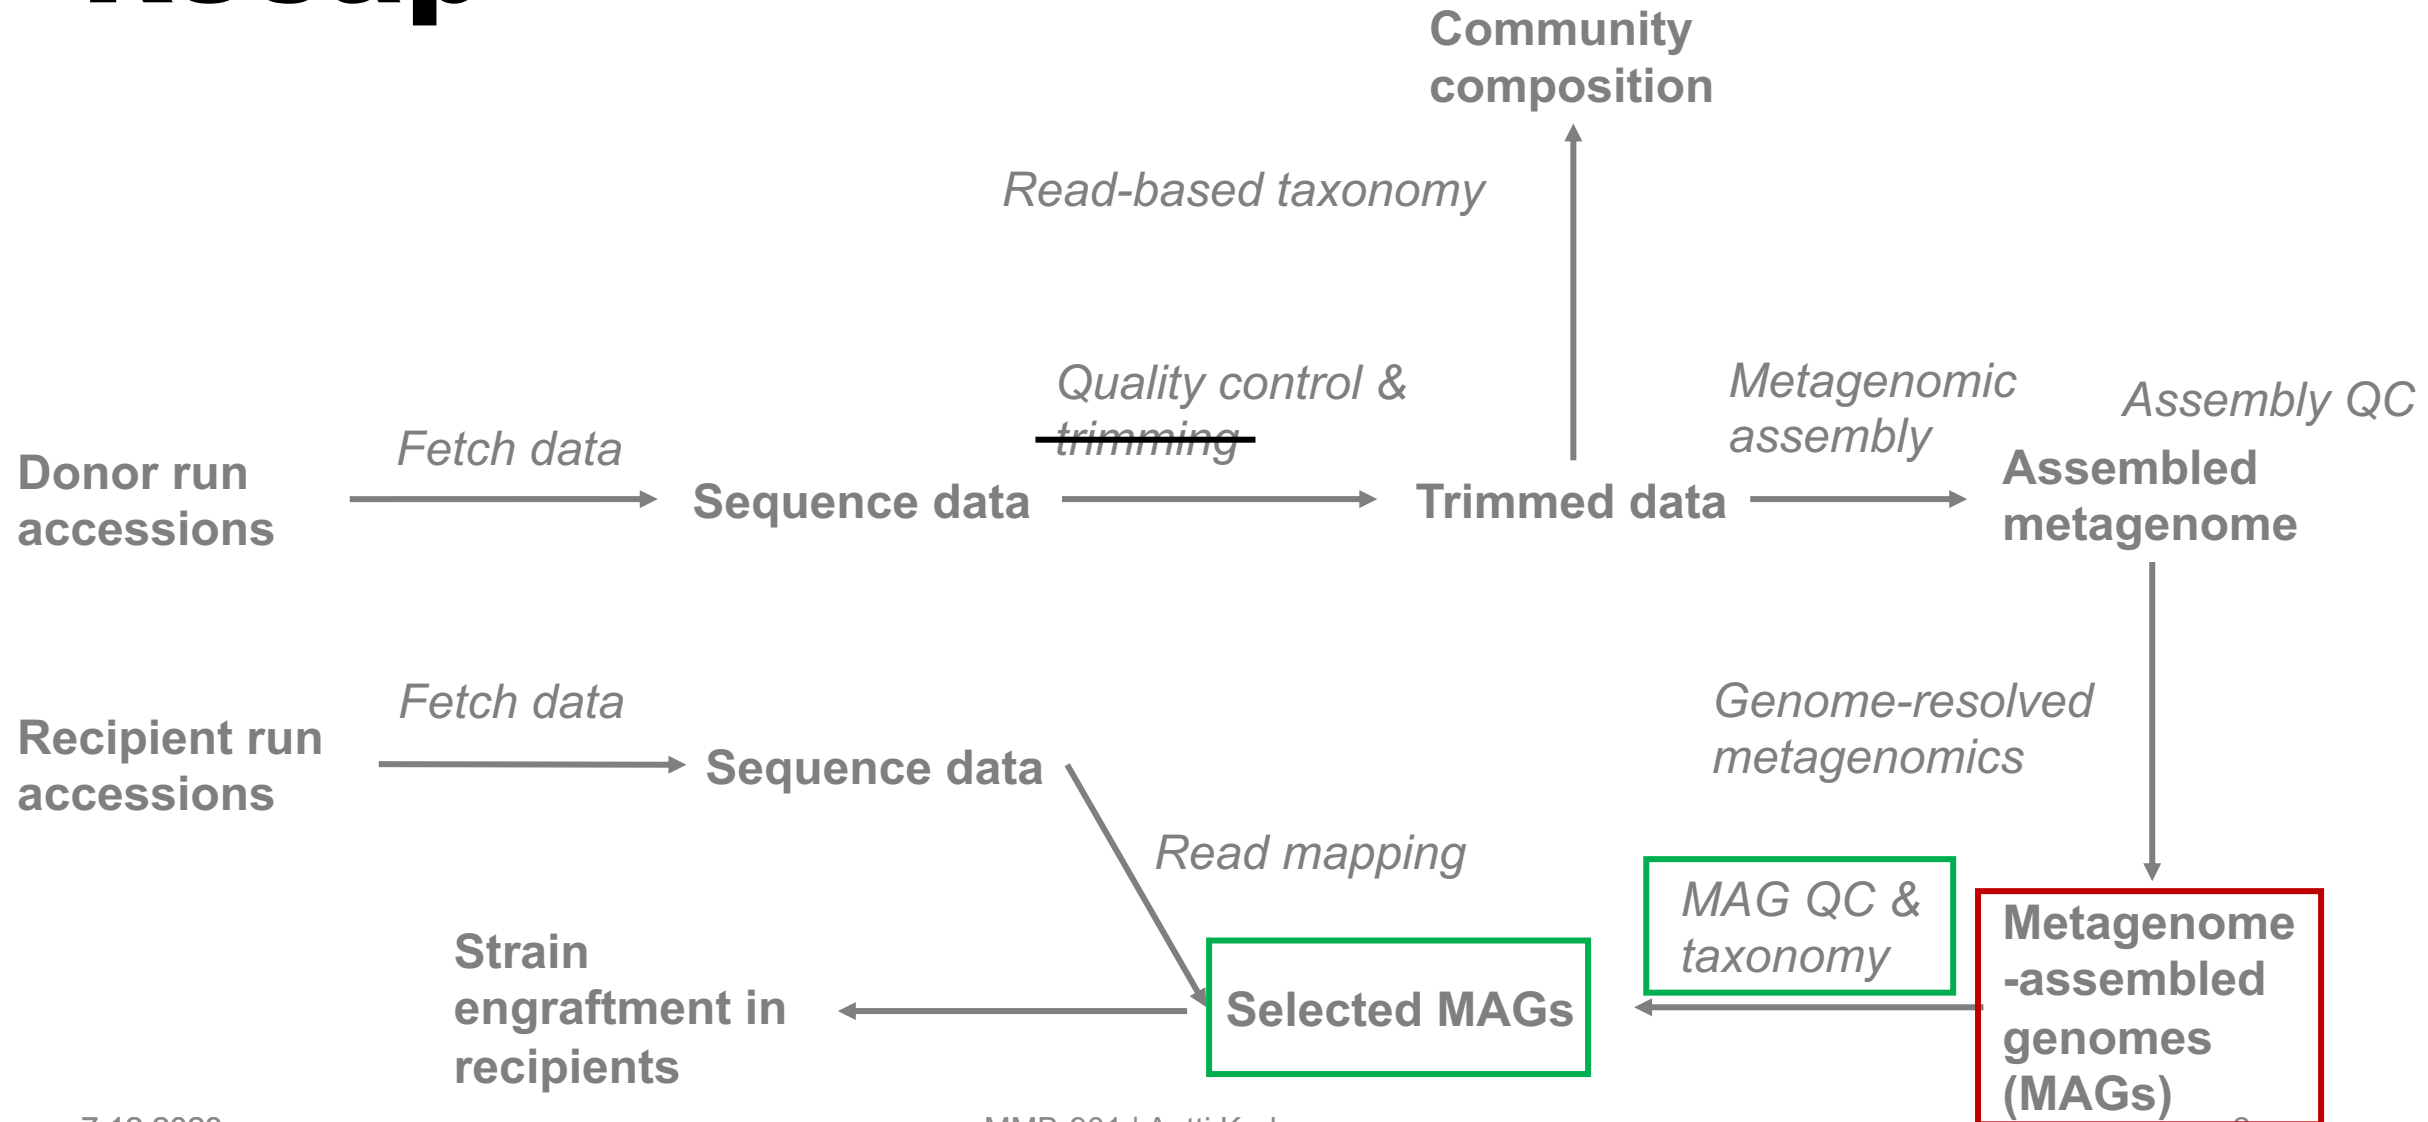 Recap
Community
composition
Read-based taxonomy
Quality control &
trimming
Metagenomic
assembly
Assembly QC
Fetch data
Donor run
accessions
Sequence data
Trimmed data
Assembled
metagenome
Fetch data
Recipient run
accessions
Sequence data
Genome-resolved
metagenomics
Read mapping
MAG QC &
taxonomy
Strain
engraftment in
recipients
Selected MAGs
Metagenome
-assembled
genomes
(MAGs)